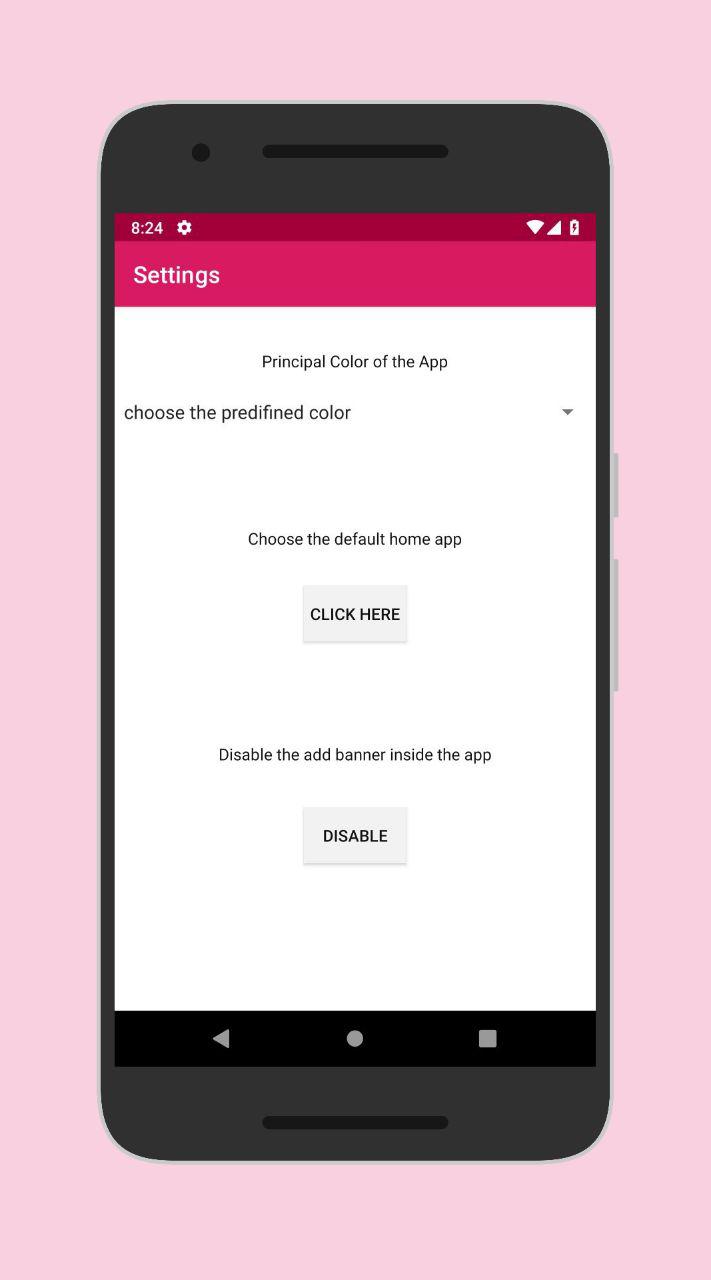 8:24
Settings
Principal Color of the App
choose the predifined color
Choose the default home app
CLICK HERE
Disable the add banner inside the app
DISABLE